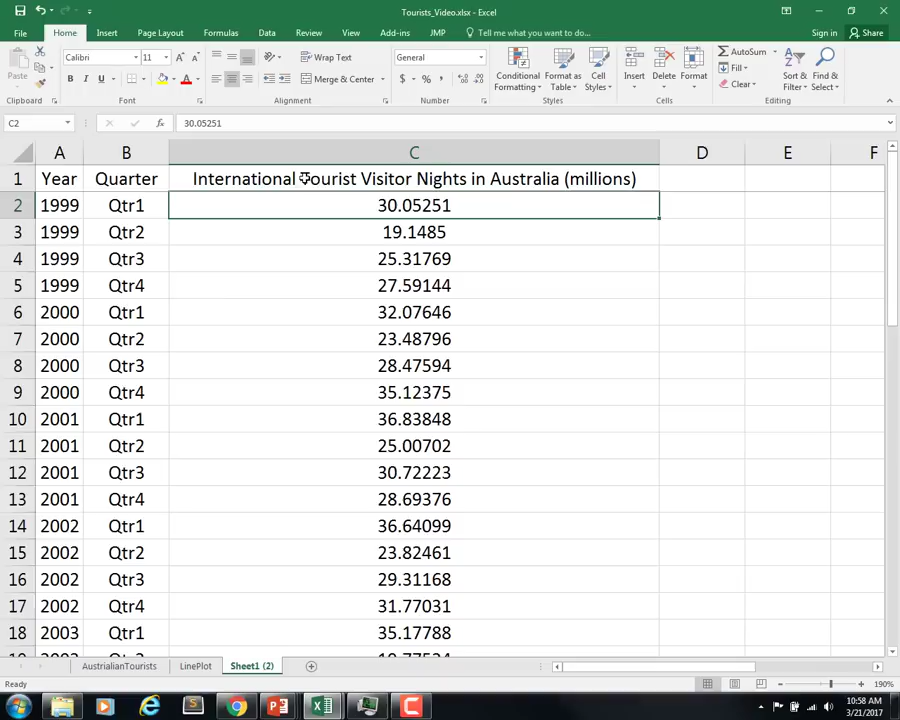 Tourists_Video.xlsx - Excel
File Home Insert Page Layout Formulas Data Review View Add-ins JMP Tell me what you want to do... Sign in Share
Paste Calibri 11 A A Wrap Text General Conditional Formatting Format as Table Cell Styles Insert Delete Format AutoSum Fill Clear Sort & Filter Find & Select
B I U A Merge & Center $ % ,
Clipboard Font Alignment Number Styles Cells Editing
C2 fx 30.05251
A B C D E F
1 Year Quarter International Tourist Visitor Nights in Australia (millions)
2 1999 Qtr1 30.05251
3 1999 Qtr2 19.1485
4 1999 Qtr3 25.31769
5 1999 Qtr4 27.59144
6 2000 Qtr1 32.07646
7 2000 Qtr2 23.48796
8 2000 Qtr3 28.47594
9 2000 Qtr4 35.12375
10 2001 Qtr1 36.83848
11 2001 Qtr2 25.00702
12 2001 Qtr3 30.72223
13 2001 Qtr4 28.69376
14 2002 Qtr1 36.64099
15 2002 Qtr2 23.82461
16 2002 Qtr3 29.31168
17 2002 Qtr4 31.77031
18 2003 Qtr1 35.17788
AustrialianTourists LinePlot Sheet1 (2)
Ready 190%
10:58 AM
3/21/2017